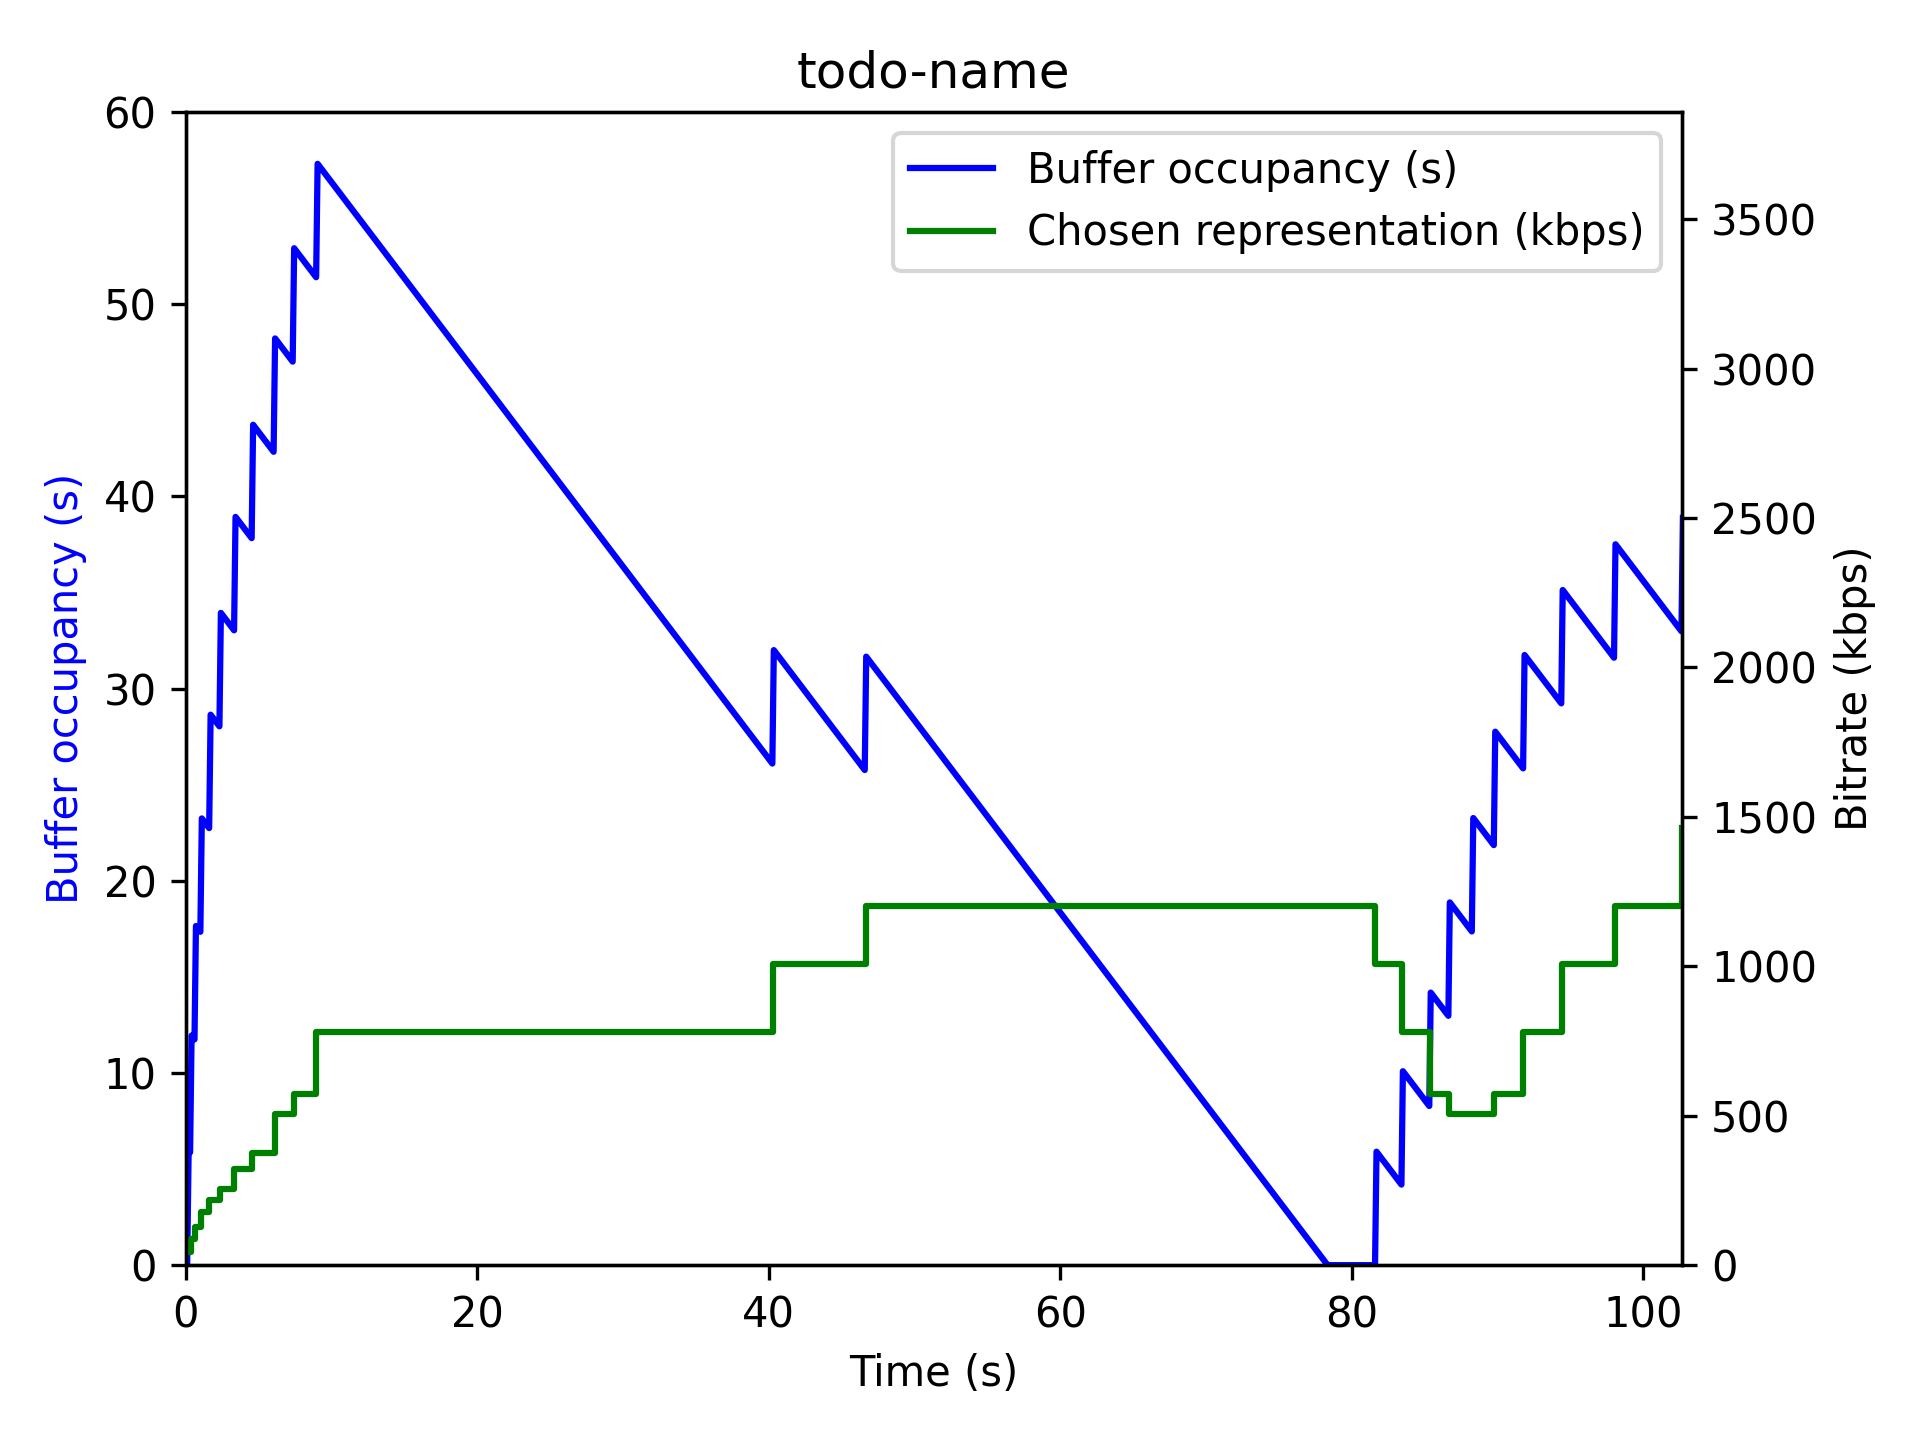 todo-name
Buffer occupancy (s)
Chosen representation (kbps)
60
50
40
30
20
10
0
Buffer occupancy (s)
3500
3000
2500
2000
1500
1000
500
0
Bitrate (kbps)
0 20 40 60 80 100
Time (s)